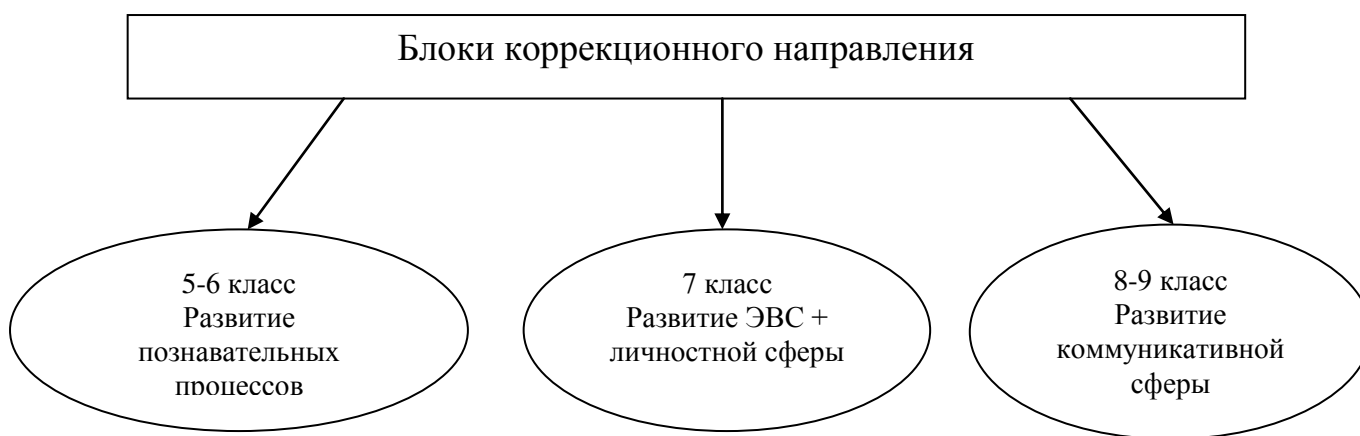 Блоки коррекционного направления
5-6 класс
Развитие
познавательных
процессов
7 класс
Развитие ЭВС +
личностной сферы
8-9 класс
Развитие
коммуникативной
сферы